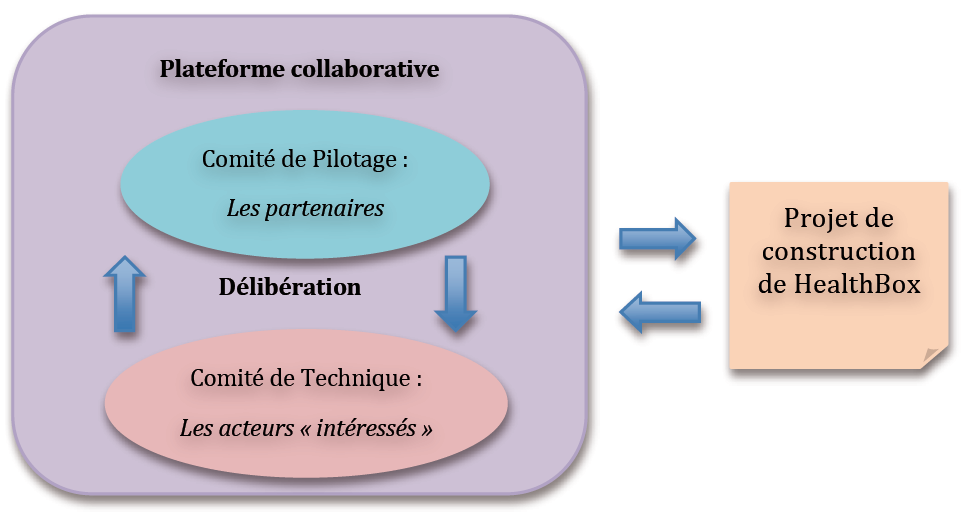 Plateforme collaborative
Comité de Pilotage :
Les partenaires
Délibération
Comité de Technique :
Les acteurs « intéressés »
Projet de
construction
de HealthBox